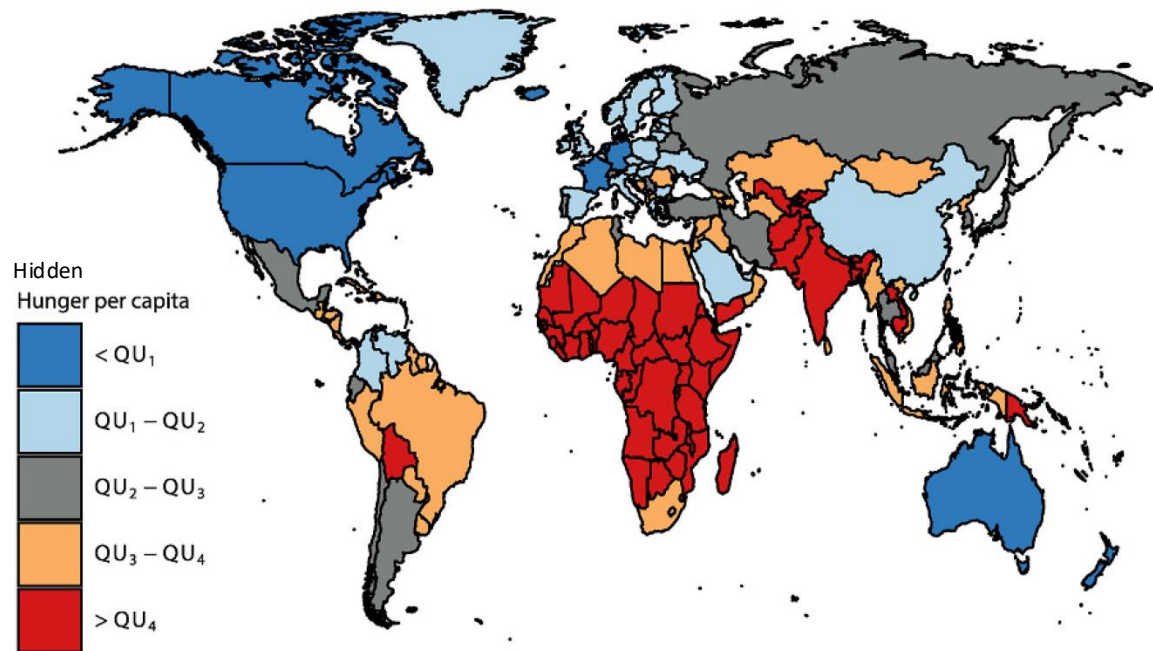 Hidden
Hunger per capita
< QU₁
QU₁ – QU₂
QU₂ – QU₃
QU₃ – QU₄
> QU₄